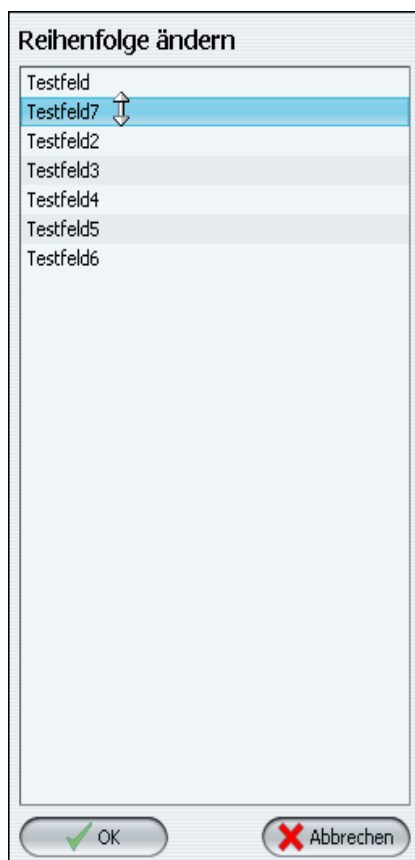 Reihenfolge ändern
Testfeld
Testfeld7
Testfeld2
Testfeld3
Testfeld4
Testfeld5
Testfeld6
OK
Abbrechen